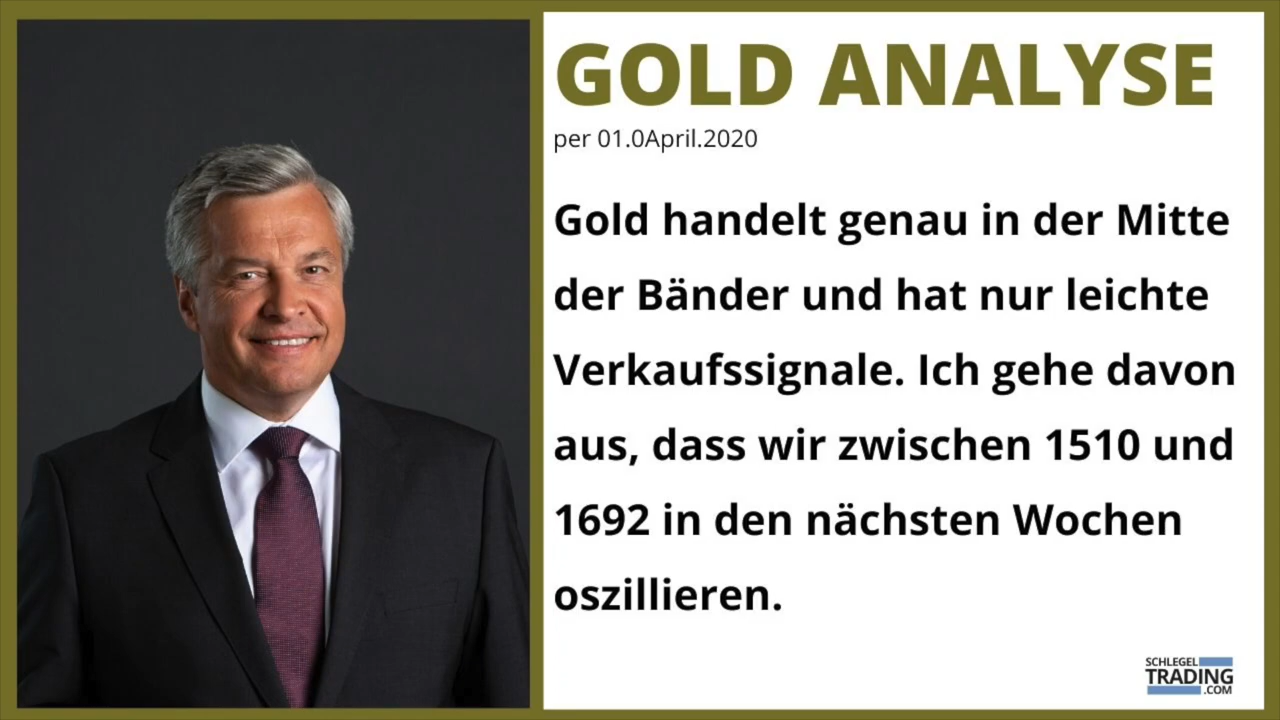 GOLD ANALYSE
per 01.0April.2020
Gold handelt genau in der Mitte
der Bänder und hat nur leichte
Verkaufssignale. Ich gehe davon
aus, dass wir zwischen 1510 und
1692 in den nächsten Wochen
oszillieren.
SCHLEGEL
TRADING
.COM